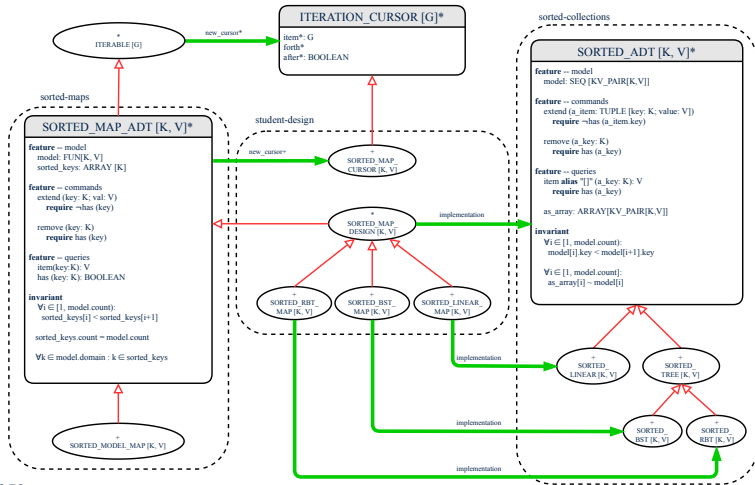 *
ITERABLE [G]
new_cursor*
ITERATION_CURSOR [G]*
item*: G
forth*
after*: BOOLEAN
sorted-maps
SORTED_MAP_ADT [K, V]*
feature -- model
model: FUN[K, V]
sorted_keys: ARRAY [K]
feature -- commands
extend (key: K; val: V)
require ¬has (key)
remove (key: K)
require has (key)
feature -- queries
item(key: K): V
has (key: K): BOOLEAN
invariant
∀i ∈ [1, model.count):
sorted_keys[i] < sorted_keys[i+1]
sorted_keys.count = model.count
∀k ∈ model.domain : k ∈ sorted_keys
+
SORTED_MODEL_MAP [K, V]
student-design
new_cursor+
+
SORTED_MAP_
CURSOR [K, V]
*
SORTED_MAP_
DESIGN [K, V]
implementation
+
SORTED_RBT_
MAP [K, V]
+
SORTED_BST_
MAP [K, V]
+
SORTED_LINEAR_
MAP [K, V]
implementation
implementation
implementation
sorted-collections
SORTED_ADT [K, V]*
feature -- model
model: SEQ [KV_PAIR[K,V]]
feature -- commands
extend (a_item: TUPLE [key: K; value: V])
require ¬has (a_item.key)
remove (a_key: K)
require has (a_key)
feature -- queries
item alias "[]" (a_key: K): V
require has (a_key)
as_array: ARRAY[KV_PAIR[K,V]]
invariant
∀i ∈ [1, model.count):
model[i].key < model[i+1].key
∀i ∈ [1, model.count]:
as_array[i] ~ model[i]
+
SORTED_
LINEAR [K, V]
+
SORTED_
TREE [K, V]
+
SORTED_
BST [K, V]
+
SORTED_
RBT [K, V]